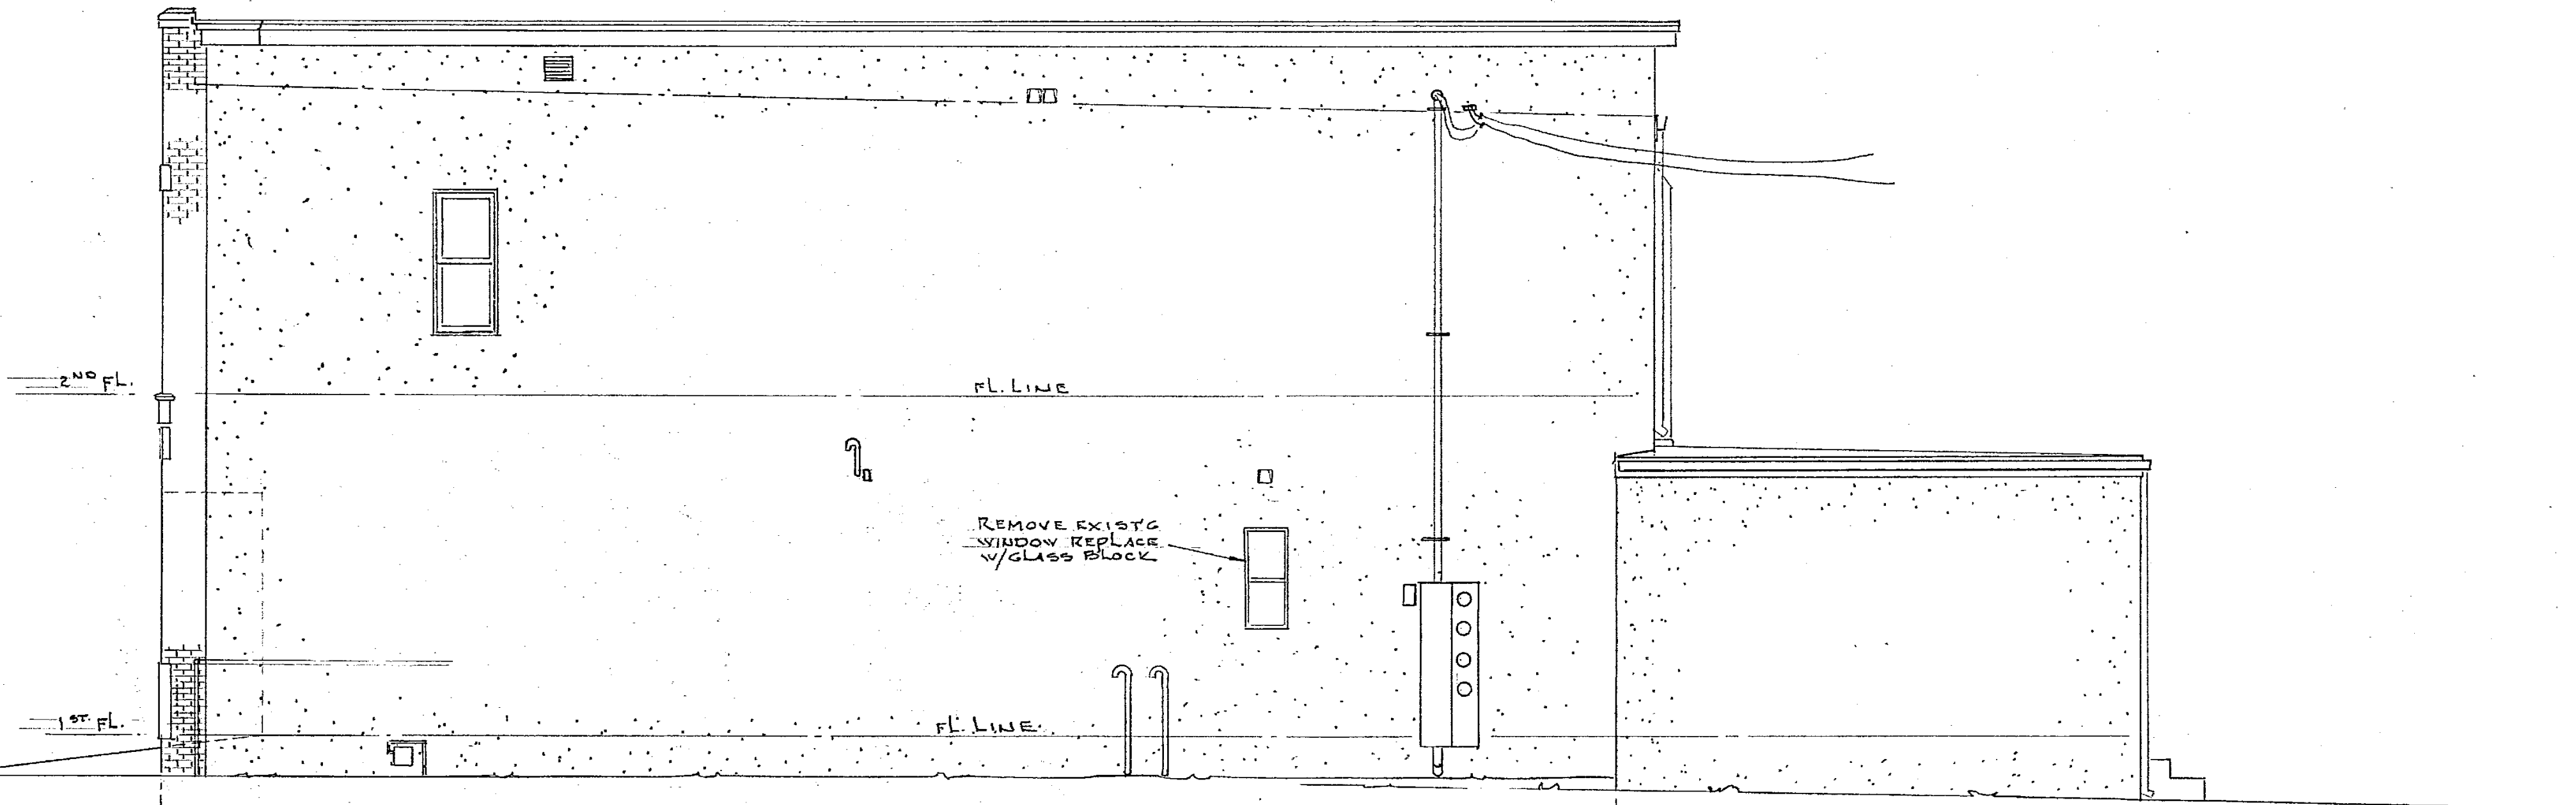 2ND FL.
FL. LINE
REMOVE EXIST'G
WINDOW REPLACE
W/GLASS BLOCK
1ST. FL.
FL. LINE